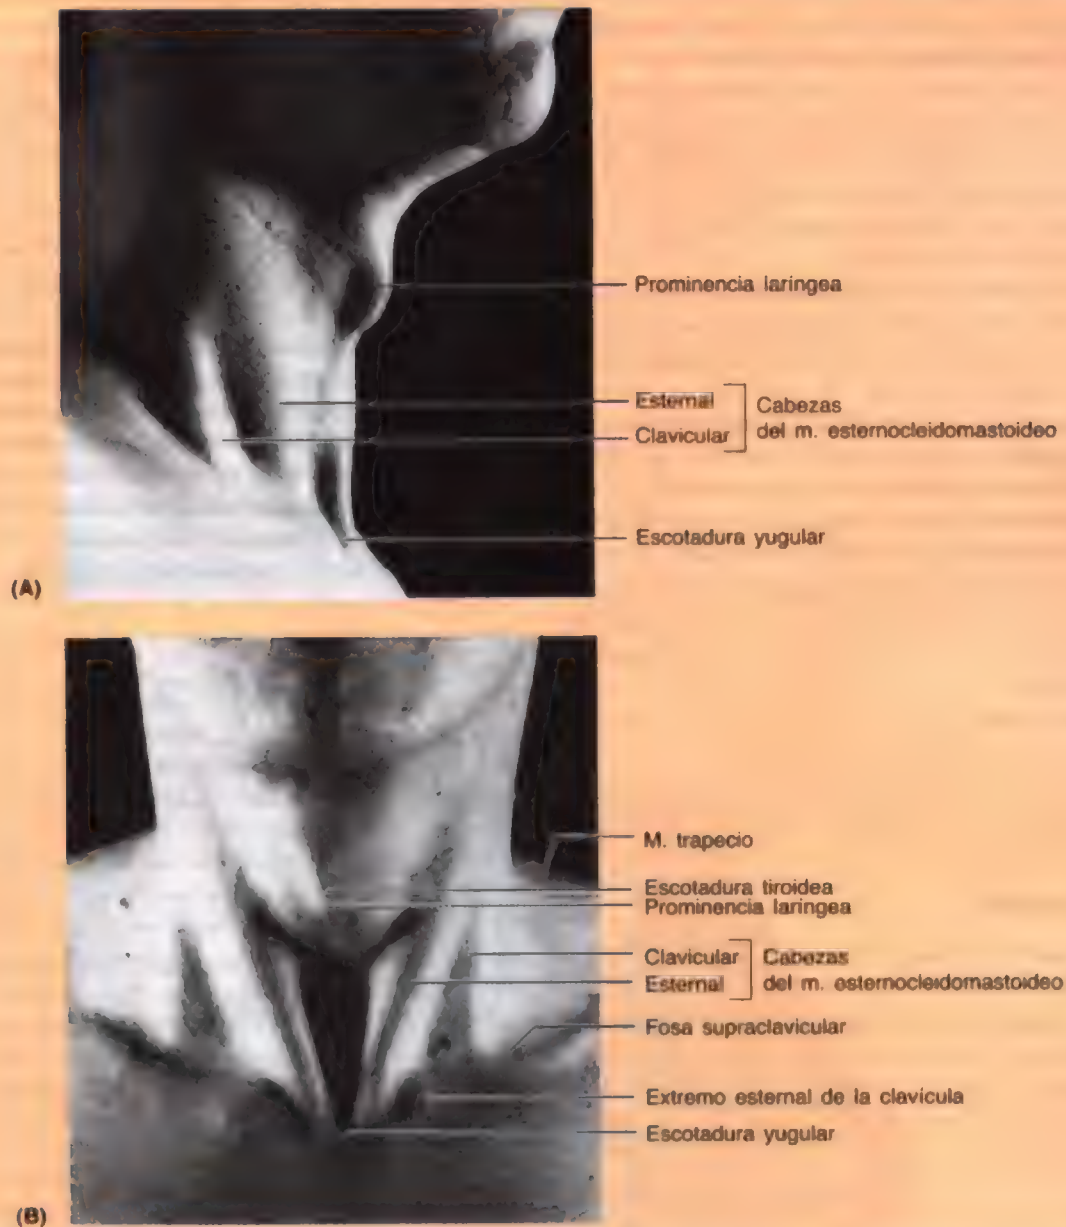 Prominencia laringea
Esternal
Clavicular
Cabezas
del m. esternocleidomastoideo
Escotadura yugular
(A)
M. trapecio
Escotadura tiroidea
Prominencia laringea
Clavicular
Esternal
Cabezas
del m. esternocleidomastoideo
Fosa supraclavicular
Extremo esternal de la clavícula
Escotadura yugular
(B)